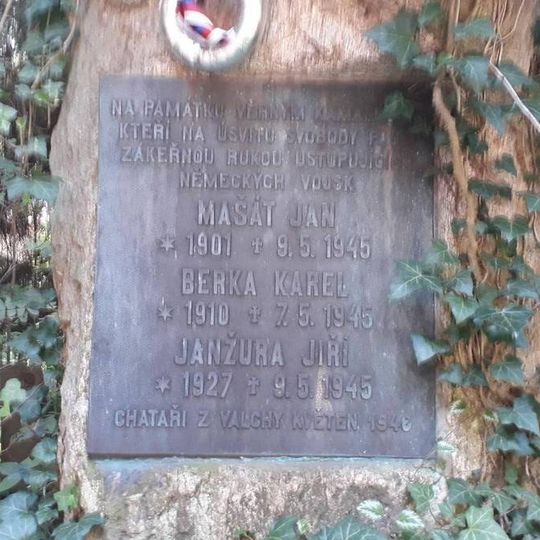 NA PAMÁTKU VĚRNÝM
KTEŘÍ NA ÚSVITU SVOBODY
ZÁKEŘNOU RUKOU
NĚMECKÝCH VOJSK
MAŠÁT JAN
* 1901 ✝ 9.5.1945
BERKA KAREL
* 1910 ✝ 7.5.1945
JANŽURA JIŘÍ
* 1927 ✝ 9.5.1945
CHATAŘI Z VALCHY KVĚTEN 1946